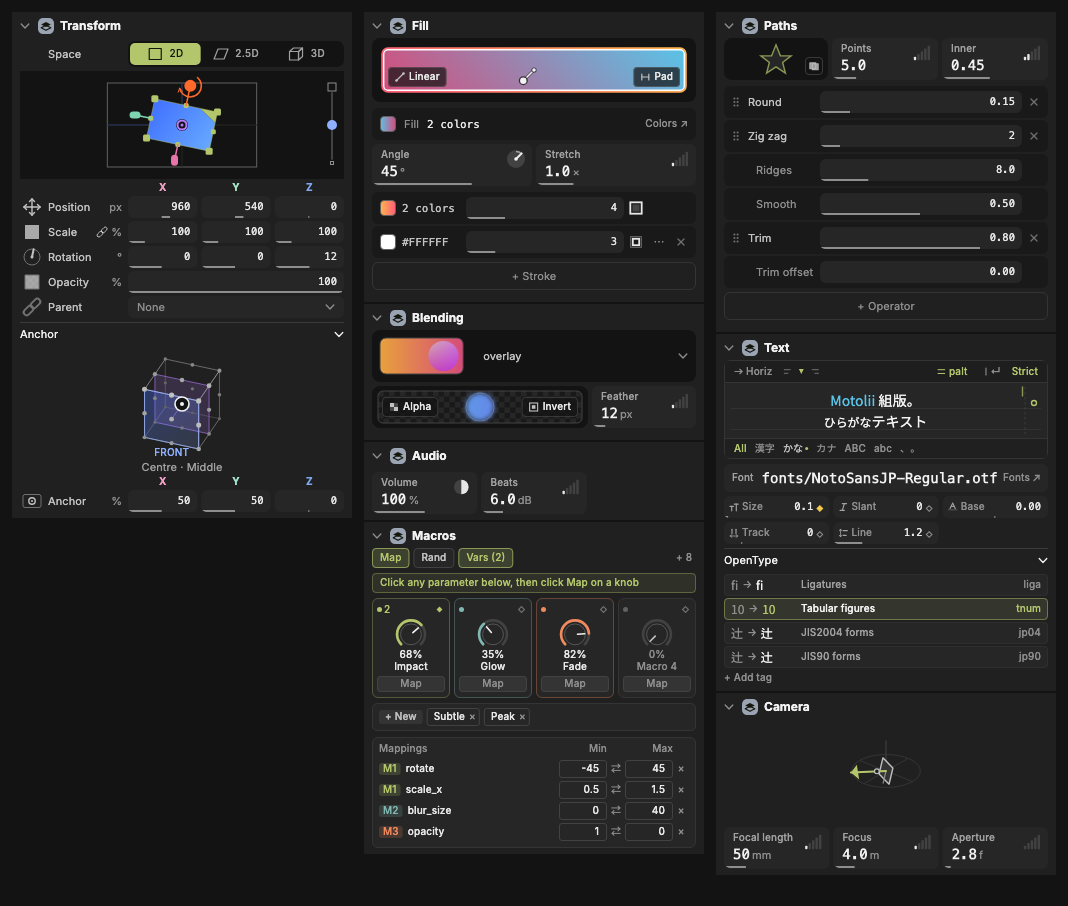 Transform
Space 2D 2.5D 3D
X Y Z
Position px 960 540 0
Scale % 100 100 100
Rotation ° 0 0 12
Opacity % 100
Parent None
Anchor
FRONT
Centre · Middle
X Y Z
Anchor % 50 50 0
Fill
Linear Pad
Fill 2 colors Colors ↗
Angle Stretch
45° 1.0×
2 colors 4
#FFFFFF 3 ··· ×
+ Stroke
Blending
overlay
Alpha Invert
Feather
12 px
Audio
Volume Beats
100 % 6.0 dB
Macros
Map Rand Vars (2) + 8
Click any parameter below, then click Map on a knob
2
68% 35% 82% 0%
Impact Glow Fade Macro 4
Map Map Map Map
+ New Subtle × Peak ×
Mappings Min Max
M1 rotate -45 ⇄ 45 ×
M1 scale_x 0.5 ⇄ 1.5 ×
M2 blur_size 0 ⇄ 40 ×
M3 opacity 1 ⇄ 0 ×
Paths
Points Inner
5.0 0.45
Round 0.15 ×
Zig zag 2 ×
Ridges 8.0
Smooth 0.50
Trim 0.80 ×
Trim offset 0.00
+ Operator
Text
→ Horiz palt Strict
Motolii 組版。
ひらがなテキスト
All 漢字 かな• カナ ABC abc 、。
Font fonts/NotoSansJP-Regular.otf Fonts ↗
Size 0.1 Slant 0 Base 0.00
Track 0 Line 1.2
OpenType
fi → fi Ligatures liga
10 → 10 Tabular figures tnum
辻 → 辻 JIS2004 forms jp04
辻 → 辻 JIS90 forms jp90
+ Add tag
Camera
Focal length Focus Aperture
50 mm 4.0 m 2.8 f